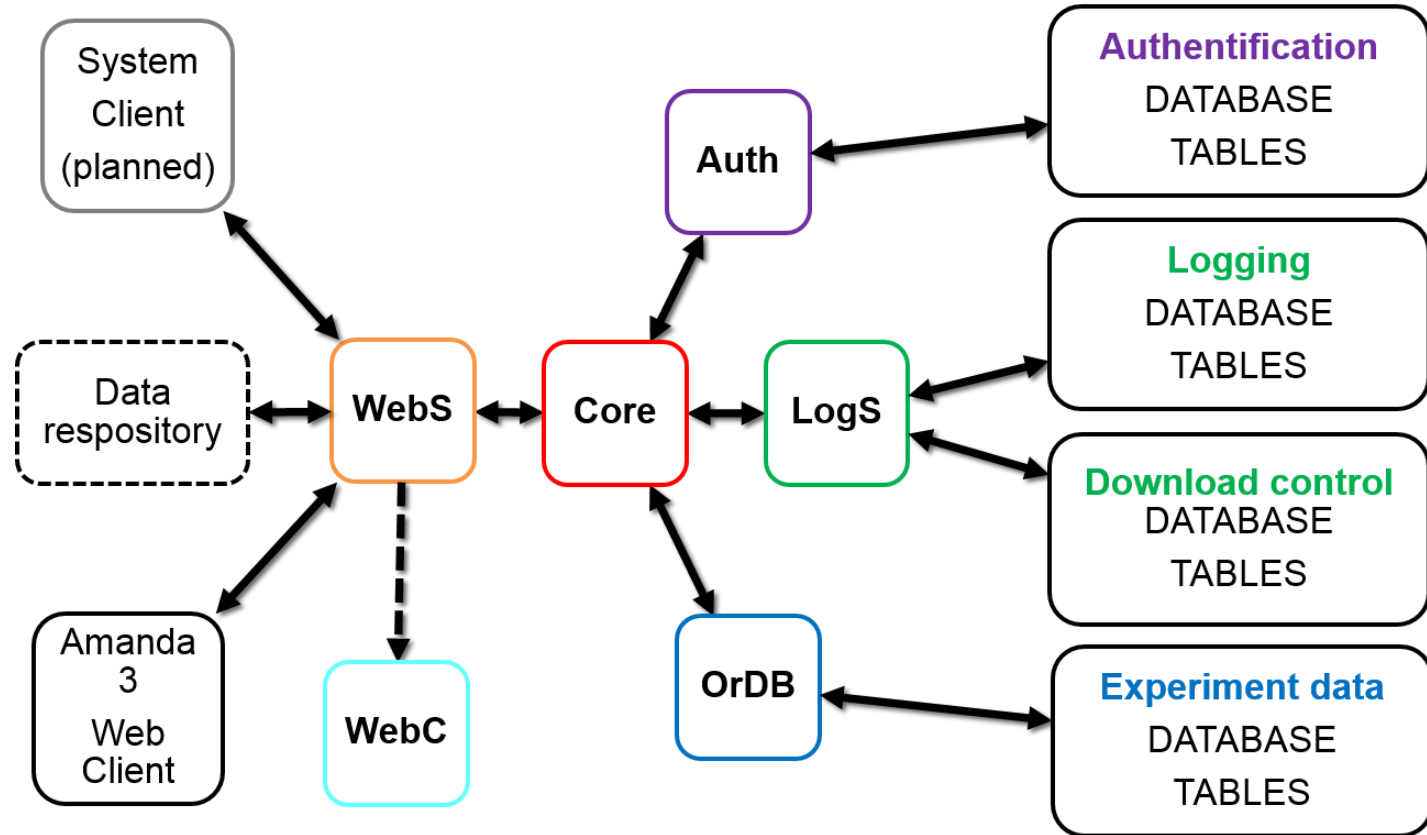 System
Client
(planned)
Authentification
DATABASE
TABLES
Auth
Logging
DATABASE
TABLES
Data
respository
WebS
Core
LogS
Download control
DATABASE
TABLES
Amanda
3
Web
Client
WebC
OrDB
Experiment data
DATABASE
TABLES